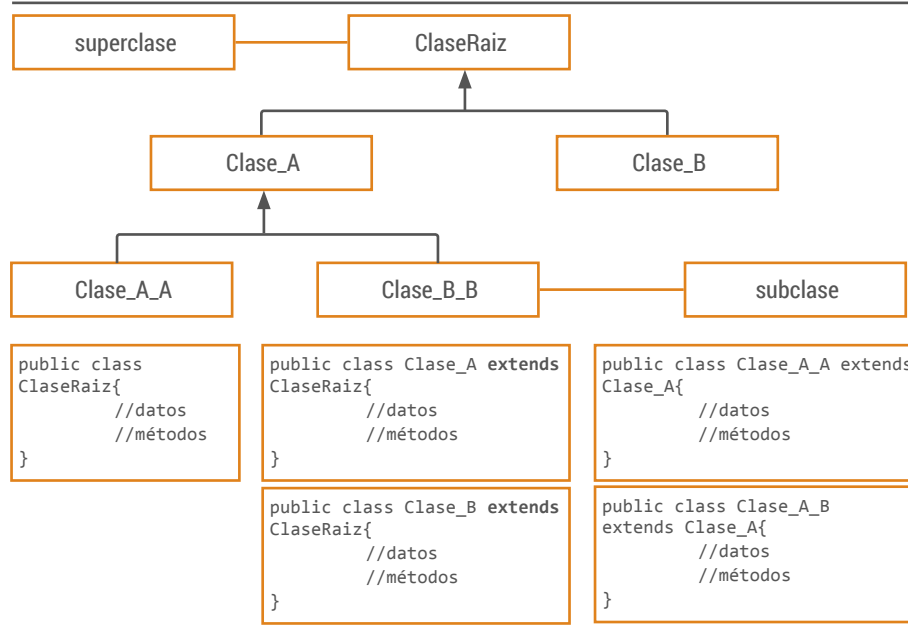 superclase
ClaseRaiz
Clase_A
Clase_B
Clase_A_A
Clase_B_B
subclase
public class
ClaseRaiz{
//datos
//métodos
}
public class Clase_A extends
ClaseRaiz{
//datos
//métodos
}
public class Clase_A_A extends
Clase_A{
//datos
//métodos
}
public class Clase_B extends
ClaseRaiz{
//datos
//métodos
}
public class Clase_A_B
extends Clase_A{
//datos
//métodos
}